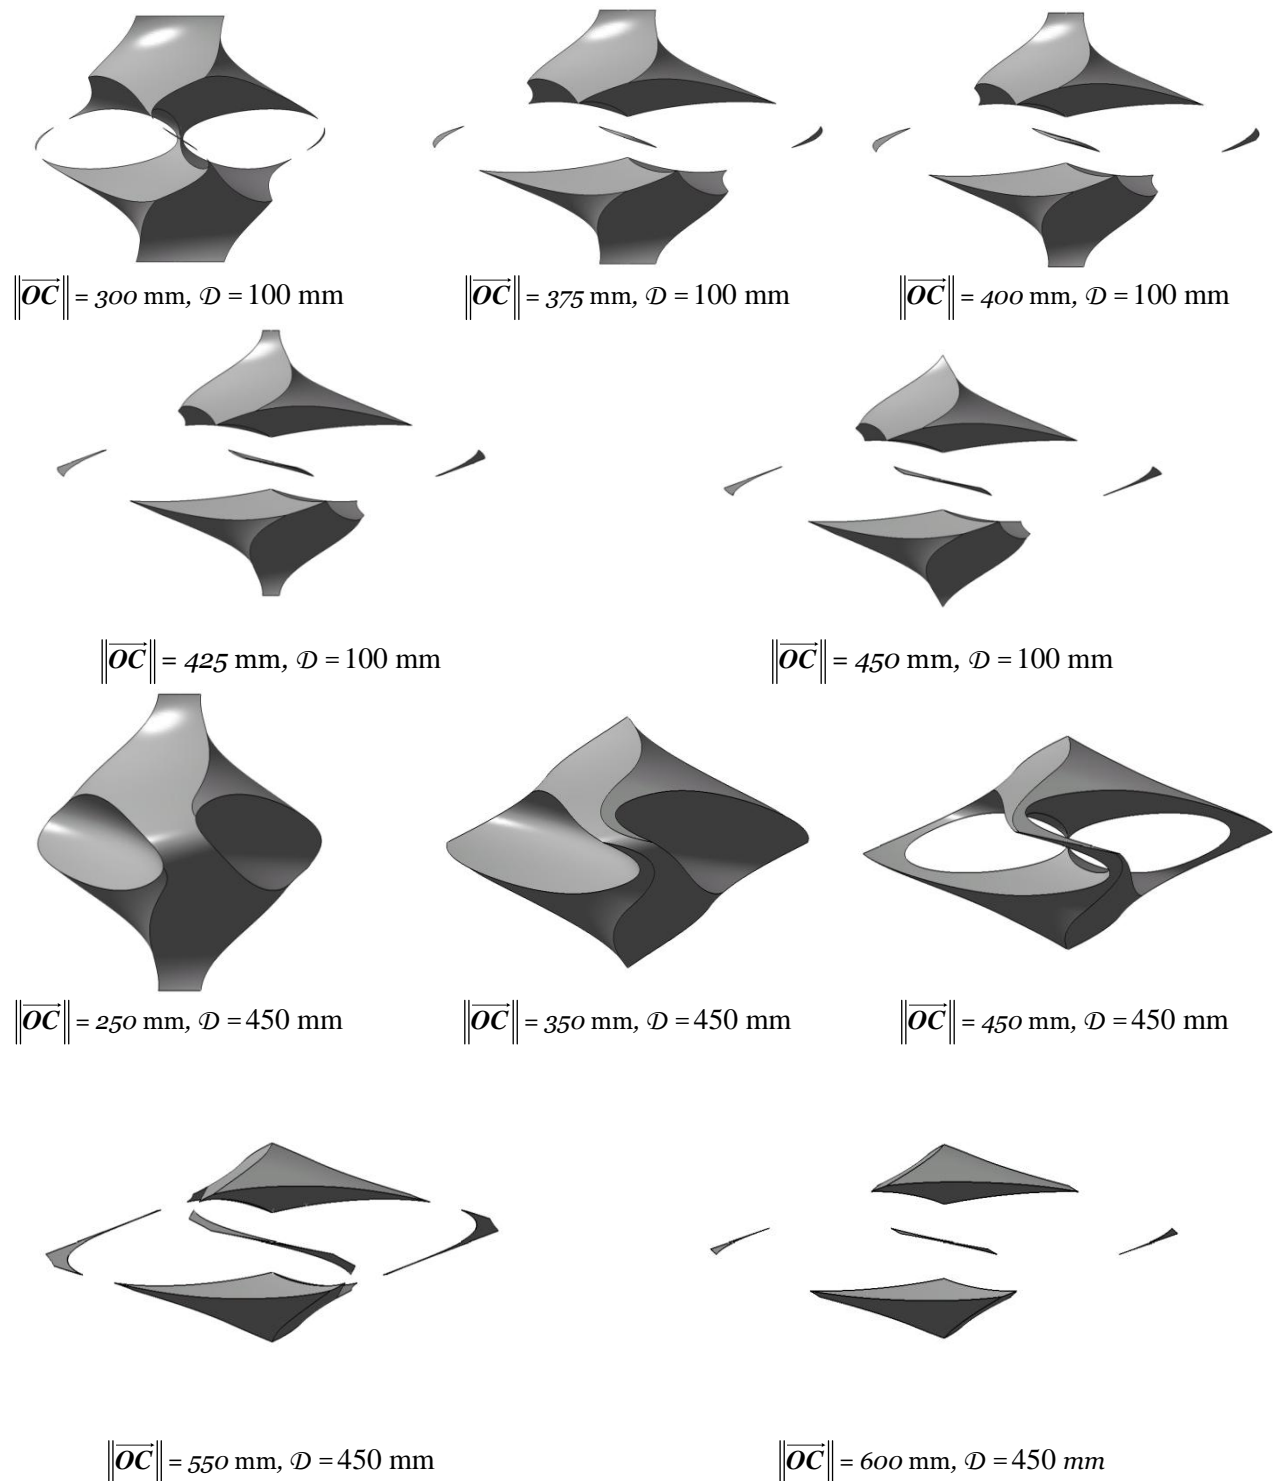 ‖OC→‖ = 300 mm, 𝒟 = 100 mm
‖OC→‖ = 375 mm, 𝒟 = 100 mm
‖OC→‖ = 400 mm, 𝒟 = 100 mm
‖OC→‖ = 425 mm, 𝒟 = 100 mm
‖OC→‖ = 450 mm, 𝒟 = 100 mm
‖OC→‖ = 250 mm, 𝒟 = 450 mm
‖OC→‖ = 350 mm, 𝒟 = 450 mm
‖OC→‖ = 450 mm, 𝒟 = 450 mm
‖OC→‖ = 550 mm, 𝒟 = 450 mm
‖OC→‖ = 600 mm, 𝒟 = 450 mm